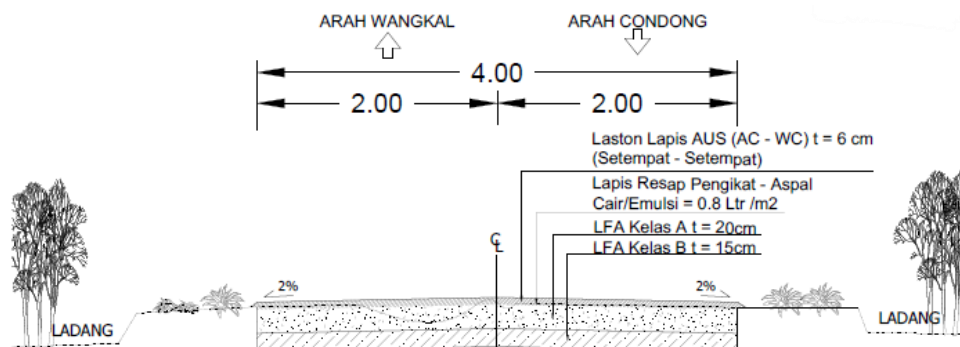 ARAH WANGKAL
ARAH CONDONG
4.00
2.00
2.00
Laston Lapis AUS (AC - WC) t = 6 cm
(Setempat - Setempat)
Lapis Resap Pengikat - Aspal
Cair/Emulsi = 0.8 Ltr /m2
LFA Kelas A t = 20cm
LFA Kelas B t = 15cm
CL
2%
2%
LADANG
LADANG